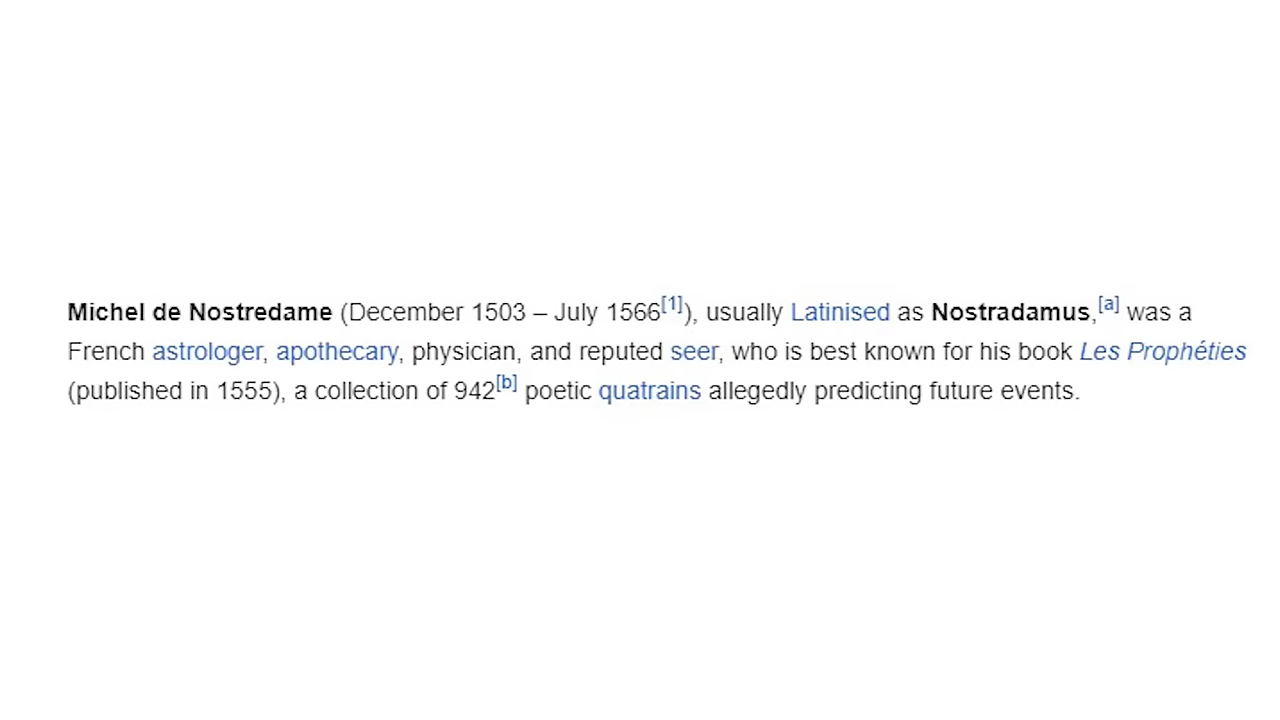 Michel de Nostredame (December 1503 – July 1566[1]), usually Latinised as Nostradamus,[a] was a
French astrologer, apothecary, physician, and reputed seer, who is best known for his book Les Prophéties
(published in 1555), a collection of 942[b] poetic quatrains allegedly predicting future events.